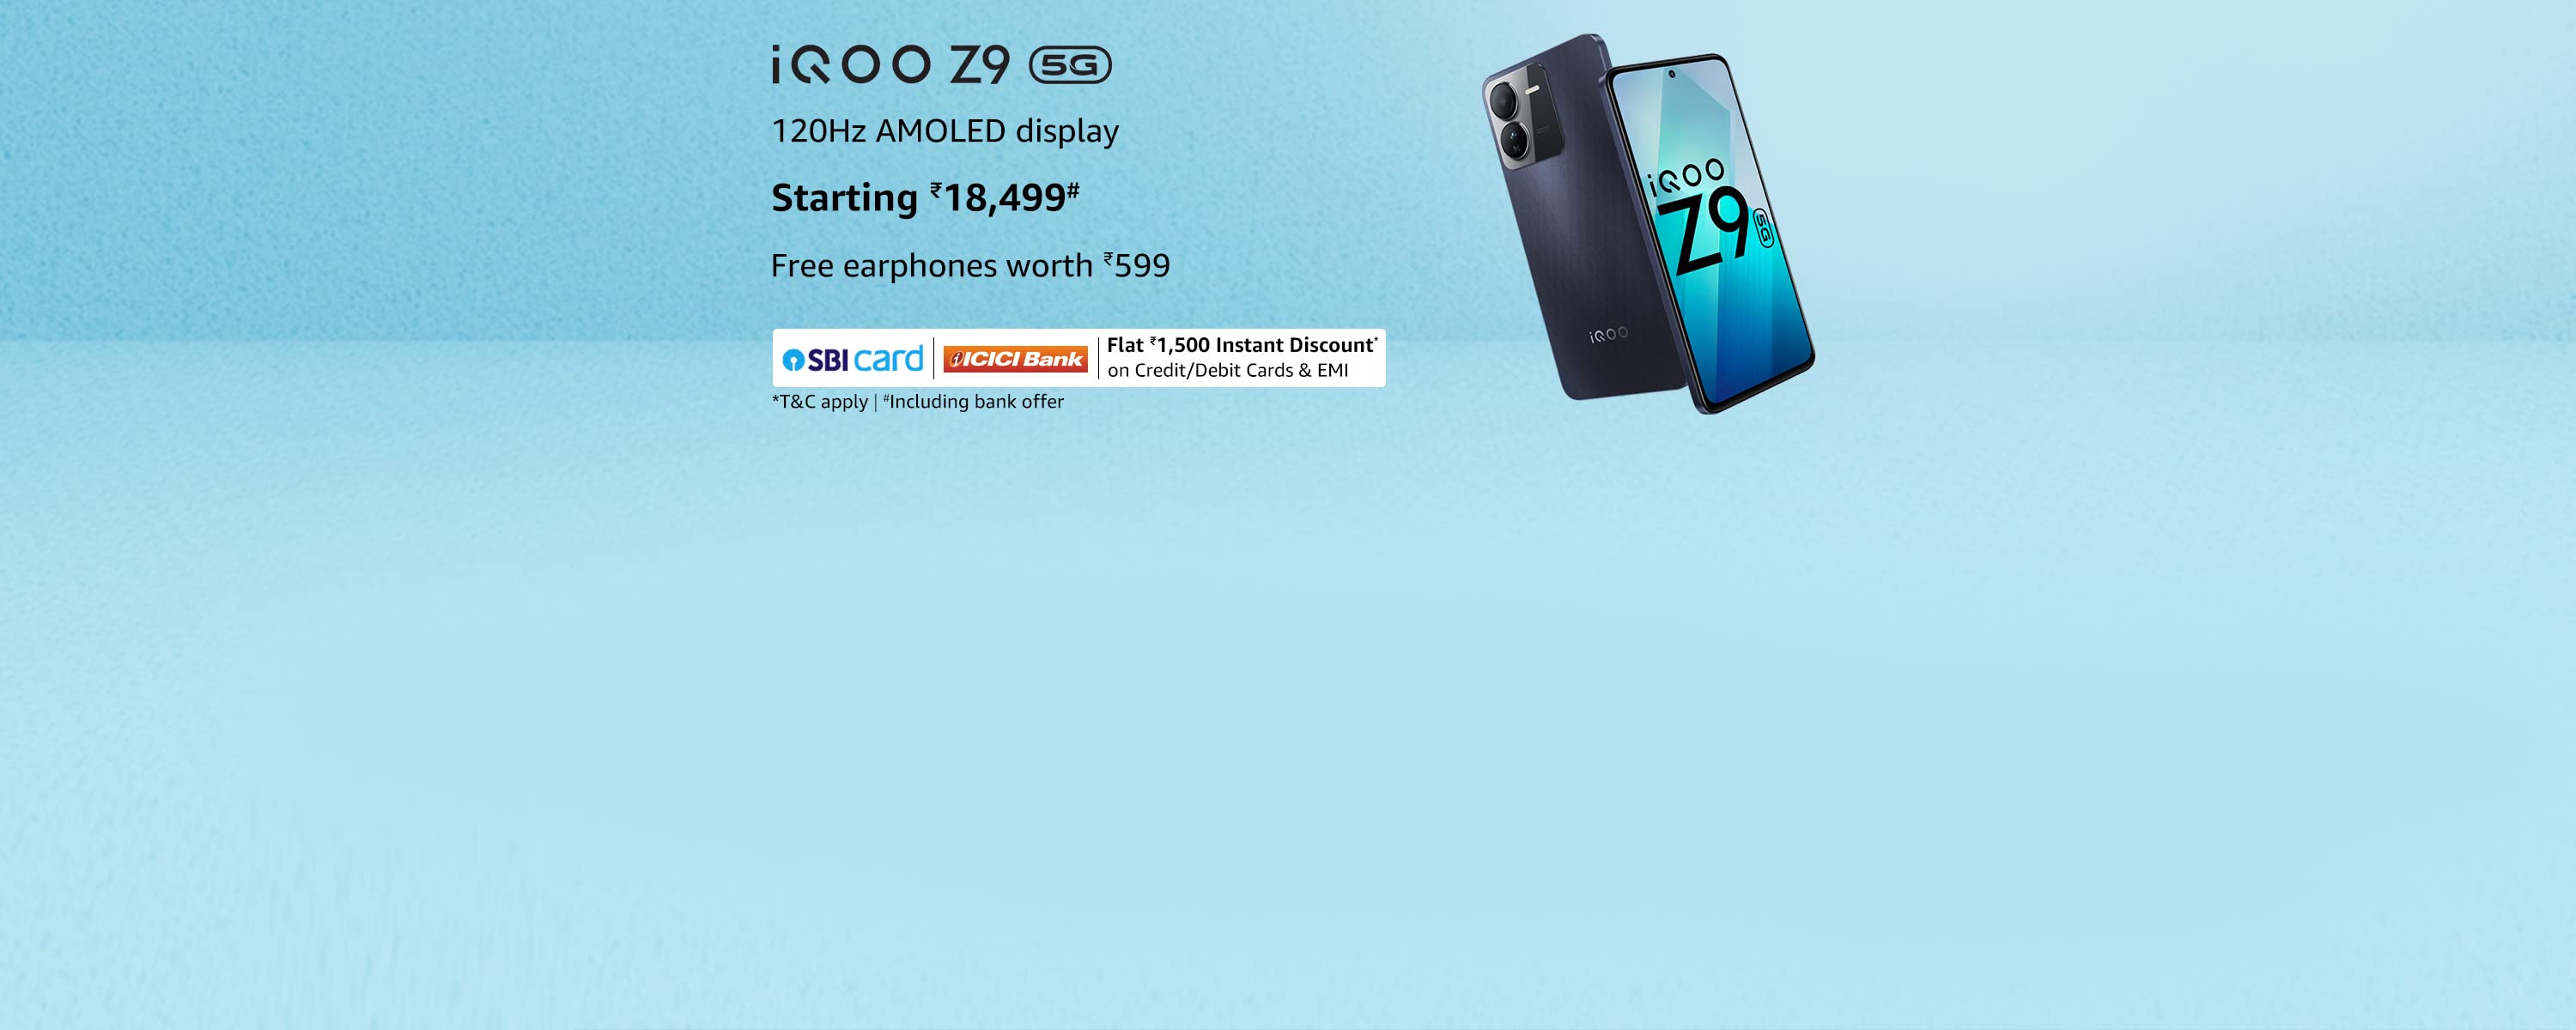 iQOO Z9 5G
120Hz AMOLED display
Starting ₹18,499#
Free earphones worth ₹599
SBI card
ICICI Bank
Flat ₹1,500 Instant Discount*
on Credit/Debit Cards & EMI
*T&C apply | #Including bank offer
iQOO
iQOO
Z9 5G